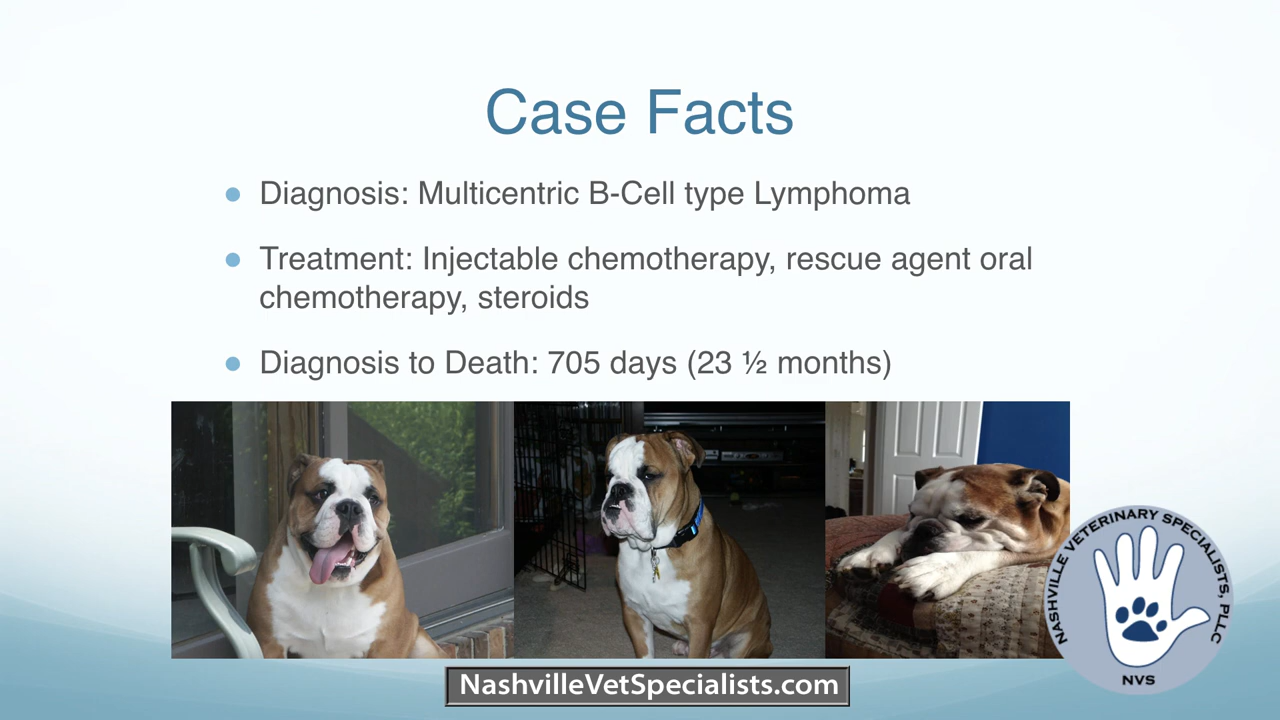 Case Facts
Diagnosis: Multicentric B-Cell type Lymphoma
Treatment: Injectable chemotherapy, rescue agent oral
chemotherapy, steroids
Diagnosis to Death: 705 days (23 ½ months)
NASHVILLE VETERINARY SPECIALISTS, PLLC
NVS
NashvilleVetSpecialists.com